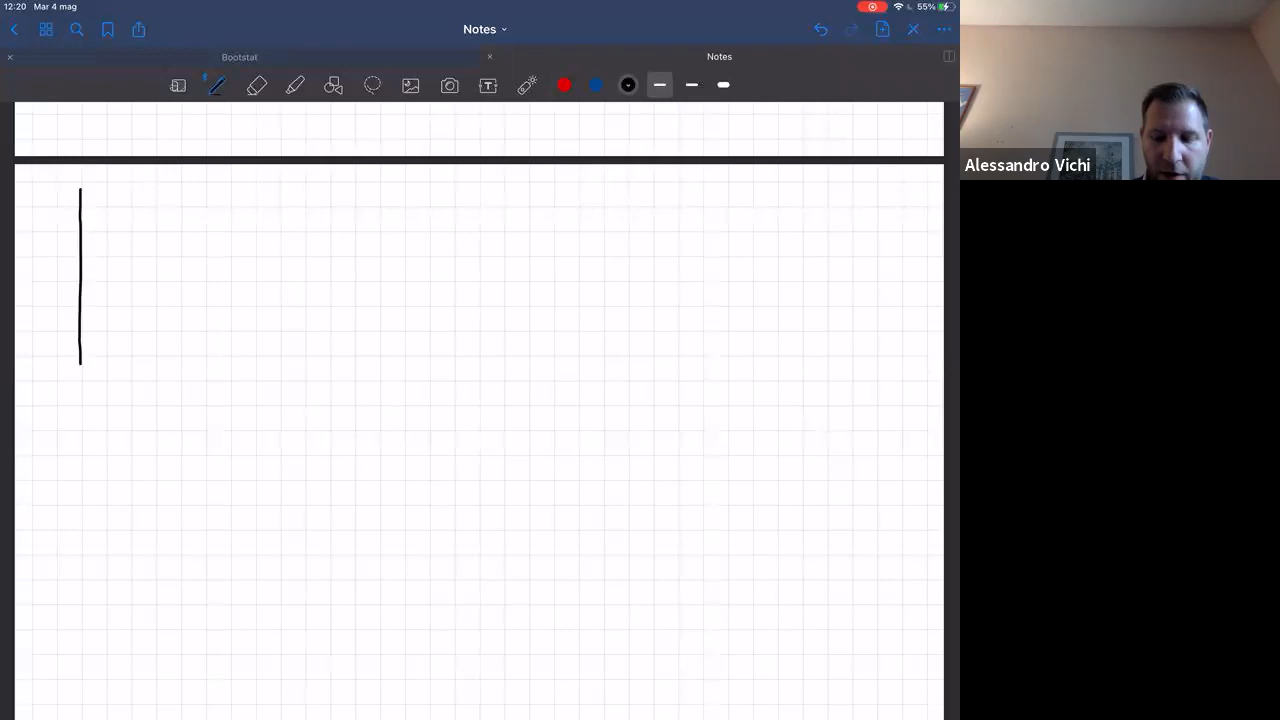 12:20 Mar 4 mag 55%
Notes
Bootstat
Notes
T
Alessandro Vichi